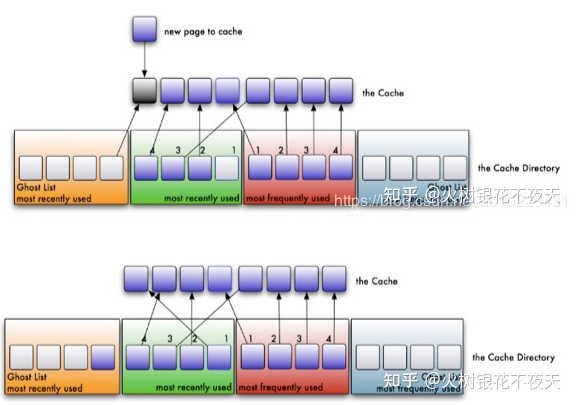 new page to cache
the Cache
4 3 2 1 1 2 3 4
the Cache Directory
Ghost List
most recently used
most recently used
most frequently used
Ghost List
most frequently used
https://blog.csdn.net
知乎 @火树银花不夜天
the Cache
4 3 2 1 1 2 3 4
the Cache Directory
Ghost List
most recently used
most recently used
most frequently used
Ghost List
most frequently used
知乎 @火树银花不夜天